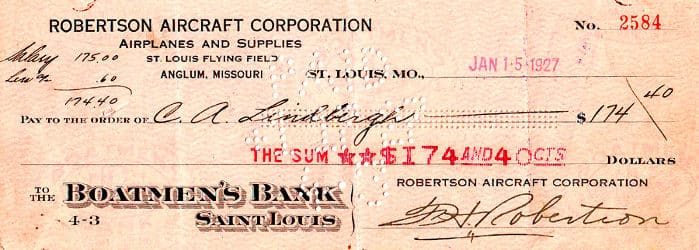 ROBERTSON AIRCRAFT CORPORATION
No. 2584
AIRPLANES AND SUPPLIES
ST. LOUIS FLYING FIELD
ANGLUM, MISSOURI
Salary 175.00
.60
174.40
ST. LOUIS, MO., JAN 15 1927
PAY TO THE ORDER OF C. A. Lindbergh $174 40
THE SUM ★★$174 AND 40 CTS DOLLARS
TO THE BOATMEN'S BANK
4-3 SAINT LOUIS
ROBERTSON AIRCRAFT CORPORATION
F. H. Robertson
PAID